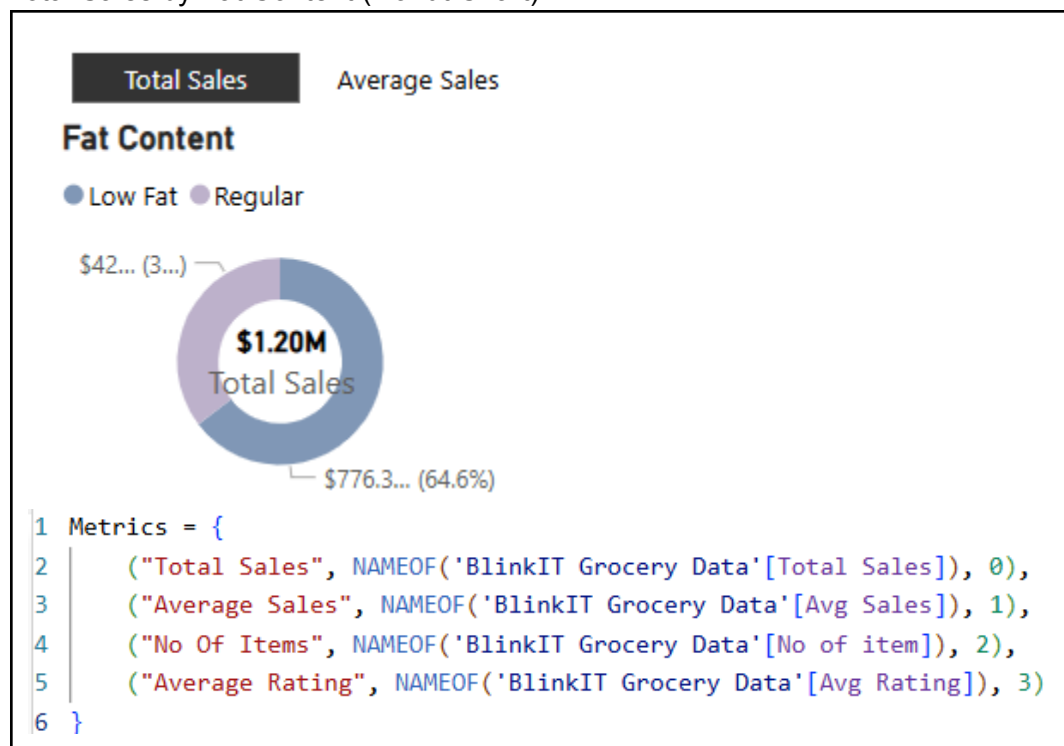 Total Sales Average Sales
Fat Content
Low Fat Regular
$42... (3...)
$1.20M
Total Sales
$776.3... (64.6%)
1 Metrics = {
2 ("Total Sales", NAMEOF('BlinkIT Grocery Data'[Total Sales]), 0),
3 ("Average Sales", NAMEOF('BlinkIT Grocery Data'[Avg Sales]), 1),
4 ("No Of Items", NAMEOF('BlinkIT Grocery Data'[No of item]), 2),
5 ("Average Rating", NAMEOF('BlinkIT Grocery Data'[Avg Rating]), 3)
6 }